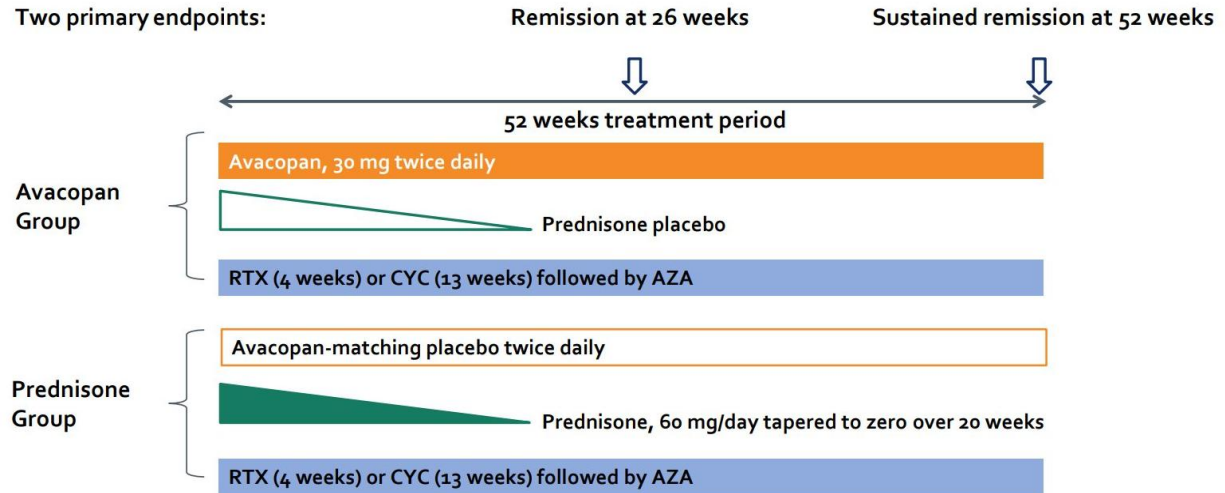 Two primary endpoints:
Remission at 26 weeks
Sustained remission at 52 weeks
52 weeks treatment period
Avacopan
Group
Avacopan, 30 mg twice daily
Prednisone placebo
RTX (4 weeks) or CYC (13 weeks) followed by AZA
Prednisone
Group
Avacopan-matching placebo twice daily
Prednisone, 60 mg/day tapered to zero over 20 weeks
RTX (4 weeks) or CYC (13 weeks) followed by AZA